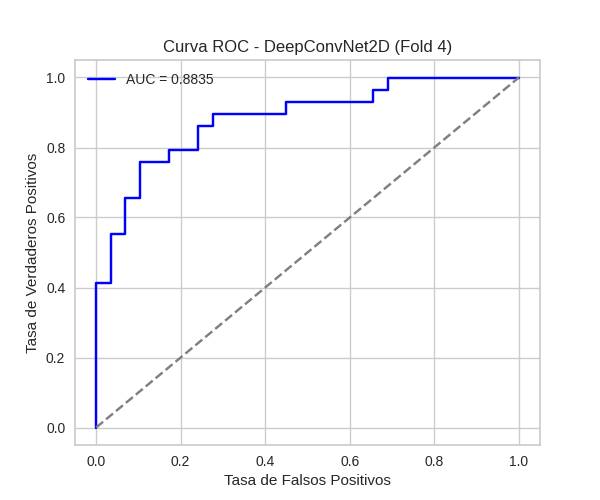 Curva ROC - DeepConvNet2D (Fold 4)
AUC = 0.8835
Tasa de Verdaderos Positivos
1.0
0.8
0.6
0.4
0.2
0.0
0.0 0.2 0.4 0.6 0.8 1.0
Tasa de Falsos Positivos